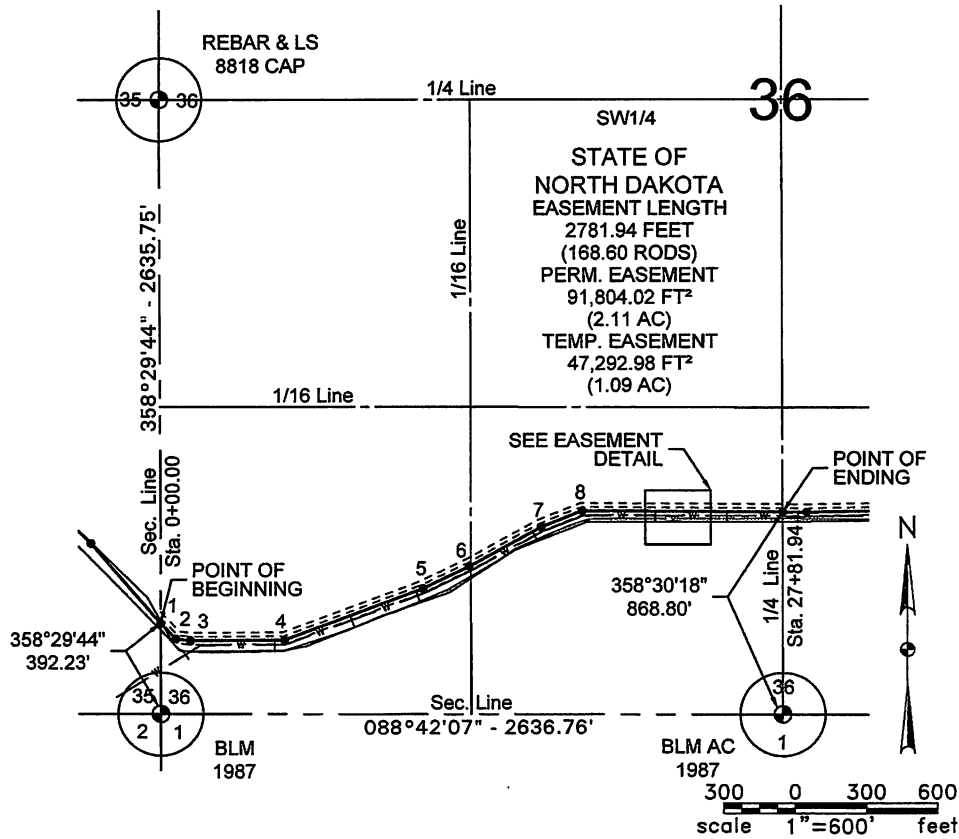 REBAR & LS
8818 CAP
35 36
1/4 Line
36
SW1/4
STATE OF
NORTH DAKOTA
EASEMENT LENGTH
2781.94 FEET
(168.60 RODS)
PERM. EASEMENT
91,804.02 FT²
(2.11 AC)
TEMP. EASEMENT
47,292.98 FT²
(1.09 AC)
358°29'44" - 2635.75'
1/16 Line
1/16 Line
SEE EASEMENT
DETAIL
POINT OF
ENDING
Sec. Line
Sta. 0+00.00
POINT OF
BEGINNING
1
2
3
4
5
6
7
8
W
W
W
W
W
W
358°29'44"
392.23'
358°30'18"
868.80'
1/4 Line
Sta. 27+81.94
N
35 36
2 1
BLM
1987
Sec. Line
088°42'07" - 2636.76'
36
1
BLM AC
1987
300 0 300 600
scale 1"=600' feet